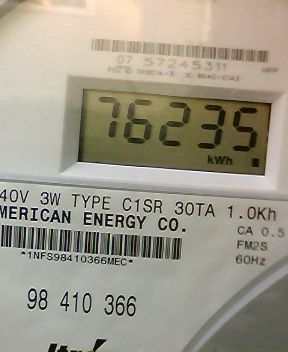 07 57245311
76235
kWh
40V 3W TYPE C1SR 30TA 1.0Kh
MERICAN ENERGY CO.
CA 0.5
FM2S
60Hz
*1NFS98410366MEC*
98 410 366